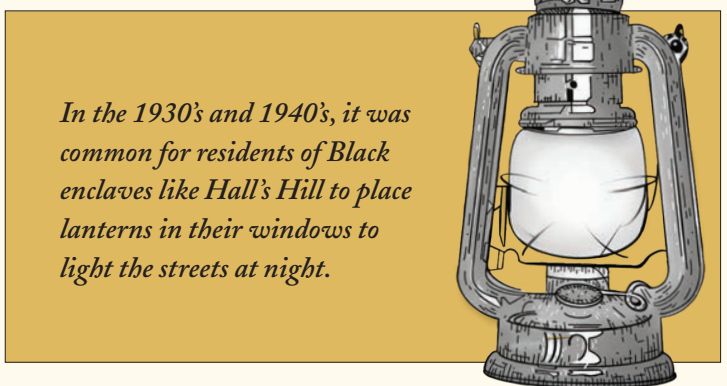 In the 1930’s and 1940’s, it was
common for residents of Black
enclaves like Hall’s Hill to place
lanterns in their windows to
light the streets at night.